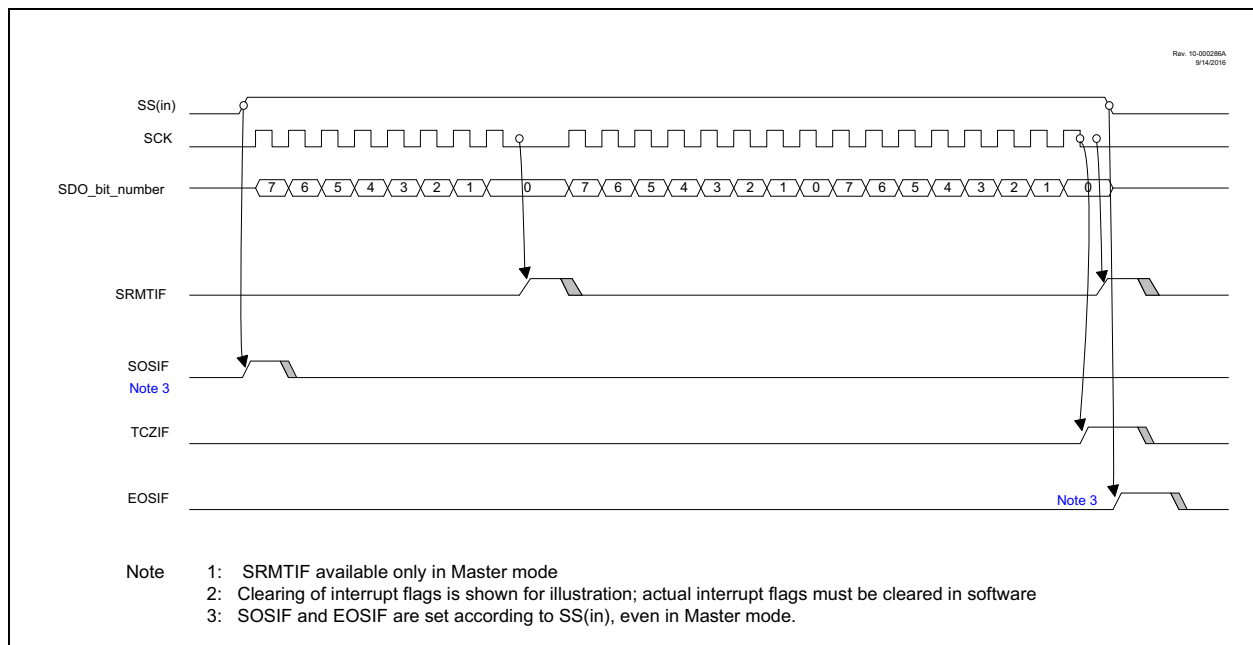 Rev. 10-000286A
9/14/2016
SS(in)
SCK
SDO_bit_number
7 6 5 4 3 2 1 0 7 6 5 4 3 2 1 0 7 6 5 4 3 2 1 0
SRMTIF
SOSIF
Note 3
TCZIF
EOSIF
Note 3
Note 1: SRMTIF available only in Master mode
2: Clearing of interrupt flags is shown for illustration; actual interrupt flags must be cleared in software
3: SOSIF and EOSIF are set according to SS(in), even in Master mode.